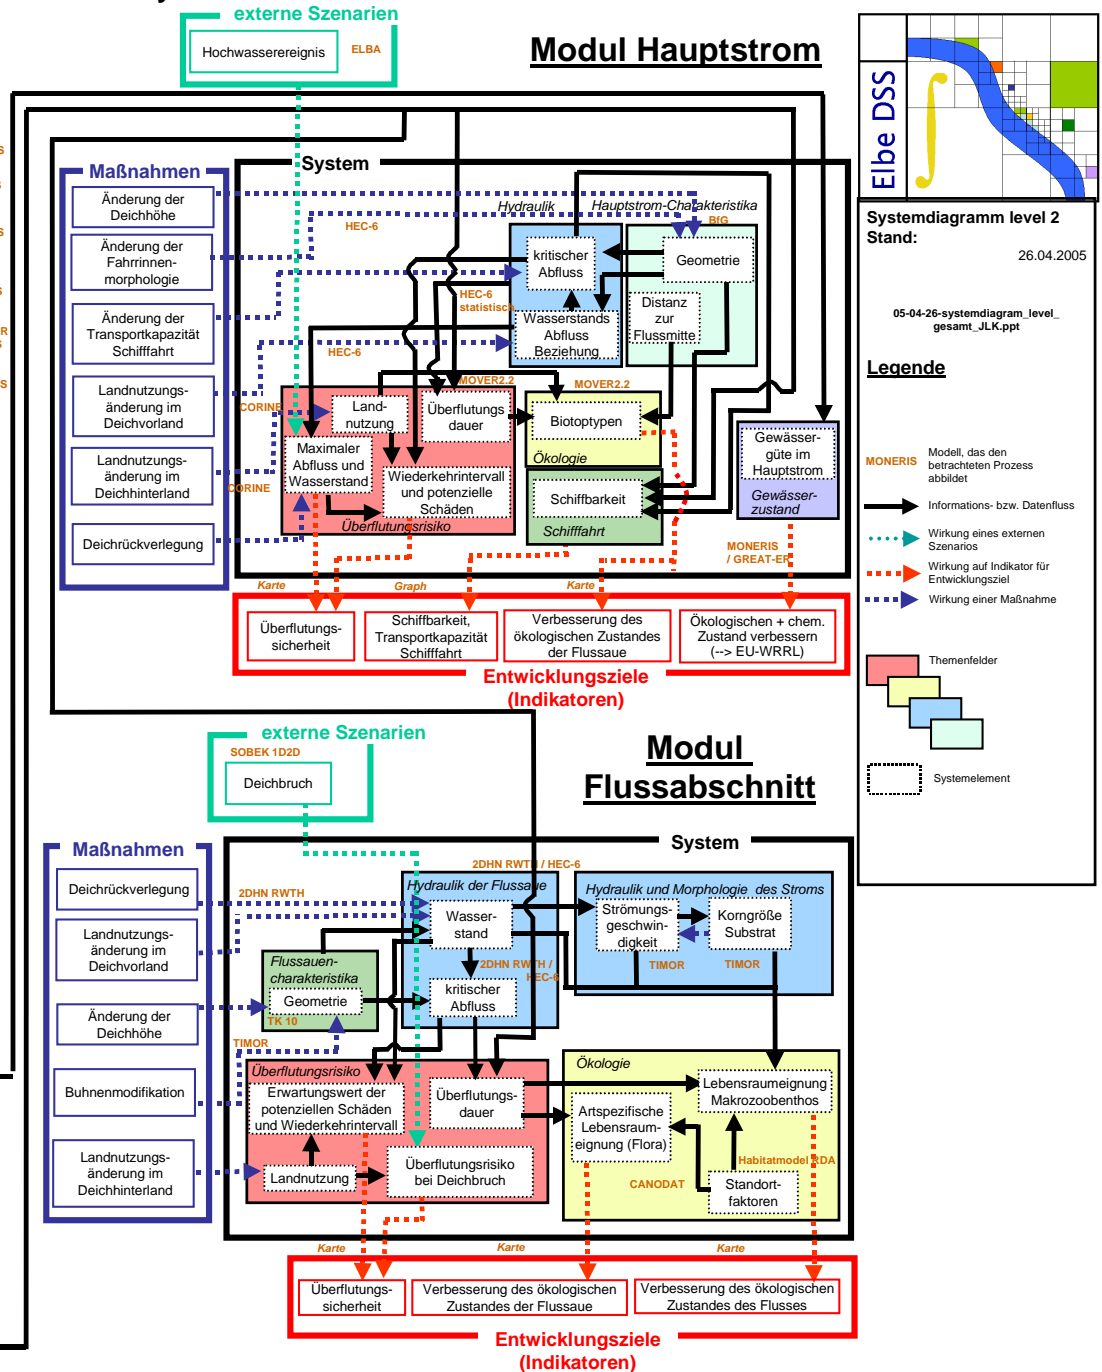 externe Szenarien
Hochwasserereignis
ELBA
Modul Hauptstrom
Elbe DSS
Systemdiagramm level 2
Stand:
26.04.2005
05-04-26-systemdiagram_level_
gesamt_JLK.ppt
Legende
MONERIS
Modell, das den
betrachteten Prozess
abbildet
Informations- bzw. Datenfluss
Wirkung eines externen
Szenarios
Wirkung auf Indikator für
Entwicklungsziel
Wirkung einer Maßnahme
Themenfelder
Systemelement
Maßnahmen
Änderung der
Deichhöhe
Änderung der
Fahrrinnen-
morphologie
Änderung der
Transportkapazität
Schifffahrt
Landnutzungs-
änderung im
Deichvorland
Landnutzungs-
änderung im
Deichhinterland
Deichrückverlegung
System
Hydraulik
Hauptstrom-Charakteristika
BfG
HEC-6
kritischer
Abfluss
Geometrie
HEC-6
statistisch
Wasserstands
Abfluss
Beziehung
Distanz
zur
Flussmitte
HEC-6
MOVER2.2
MOVER2.2
CORINE
Land-
nutzung
Überflutungs
dauer
Biotoptypen
Ökologie
Maximaler
Abfluss und
Wasserstand
Wiederkehrintervall
und potenzielle
Schäden
CORINE
Überflutungsrisiko
Schiffbarkeit
Schifffahrt
Gewässer-
güte im
Hauptstrom
Gewässer-
zustand
MONERIS
/ GREAT-ER
Karte
Graph
Karte
Überflutungs-
sicherheit
Schiffbarkeit,
Transportkapazität
Schifffahrt
Verbesserung des
ökologischen Zustandes
der Flussaue
Ökologischen + chem.
Zustand verbessern
(--> EU-WRRL)
Entwicklungsziele
(Indikatoren)
externe Szenarien
SOBEK 1D2D
Deichbruch
Modul
Flussabschnitt
Maßnahmen
Deichrückverlegung
Landnutzungs-
änderung im
Deichvorland
Änderung der
Deichhöhe
Buhnenmodifikation
Landnutzungs-
änderung im
Deichhinterland
System
2DHN RWTH / HEC-6
2DHN RWTH
Hydraulik der Flussaue
Wasser-
stand
2DHN RWTH /
HEC-6
kritischer
Abfluss
Hydraulik und Morphologie des Stroms
Strömungs-
geschwin-
digkeit
Korngröße
Substrat
TIMOR
TIMOR
Flussauen-
charakteristika
Geometrie
TK 10
TIMOR
Überflutungsrisiko
Erwartungswert der
potenziellen Schäden
und Wiederkehrintervall
Überflutungs-
dauer
Landnutzung
Überflutungsrisiko
bei Deichbruch
Ökologie
Lebensraumeignung
Makrozoobenthos
Artspezifische
Lebensraum-
eignung (Flora)
Habitatmodel RDA
CANODAT
Standort-
faktoren
Karte
Karte
Karte
Überflutungs-
sicherheit
Verbesserung des ökologischen
Zustandes der Flussaue
Verbesserung des ökologischen
Zustandes des Flusses
Entwicklungsziele
(Indikatoren)